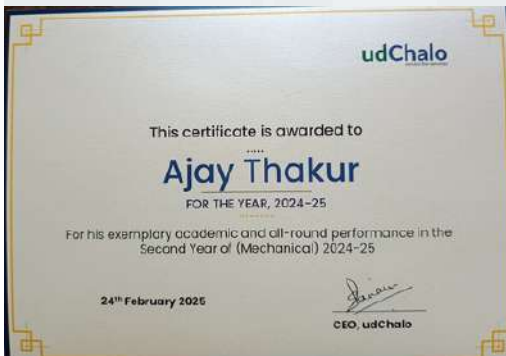 udChalo
This certificate is awarded to
Ajay Thakur
FOR THE YEAR, 2024-25
For his exemplary academic and all-round performance in the
Second Year of (Mechanical) 2024-25
24th February 2025
CEO, udChalo